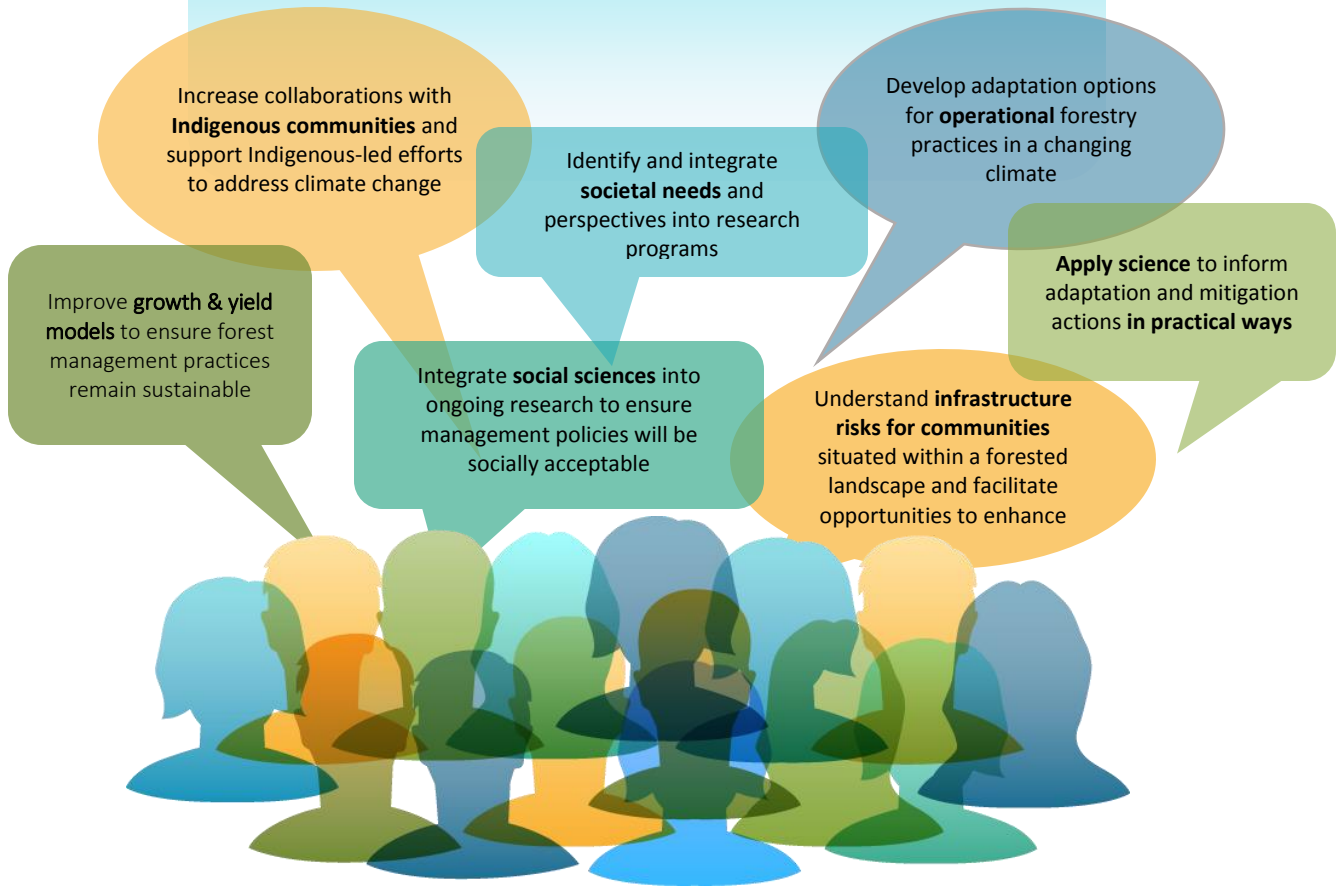 Increase collaborations with
Indigenous communities and
support Indigenous-led efforts
to address climate change
Identify and integrate
societal needs and
perspectives into research
programs
Develop adaptation options
for operational forestry
practices in a changing
climate
Improve growth & yield
models to ensure forest
management practices
remain sustainable
Integrate social sciences into
ongoing research to ensure
management policies will be
socially acceptable
Understand infrastructure
risks for communities
situated within a forested
landscape and facilitate
opportunities to enhance
Apply science to inform
adaptation and mitigation
actions in practical ways